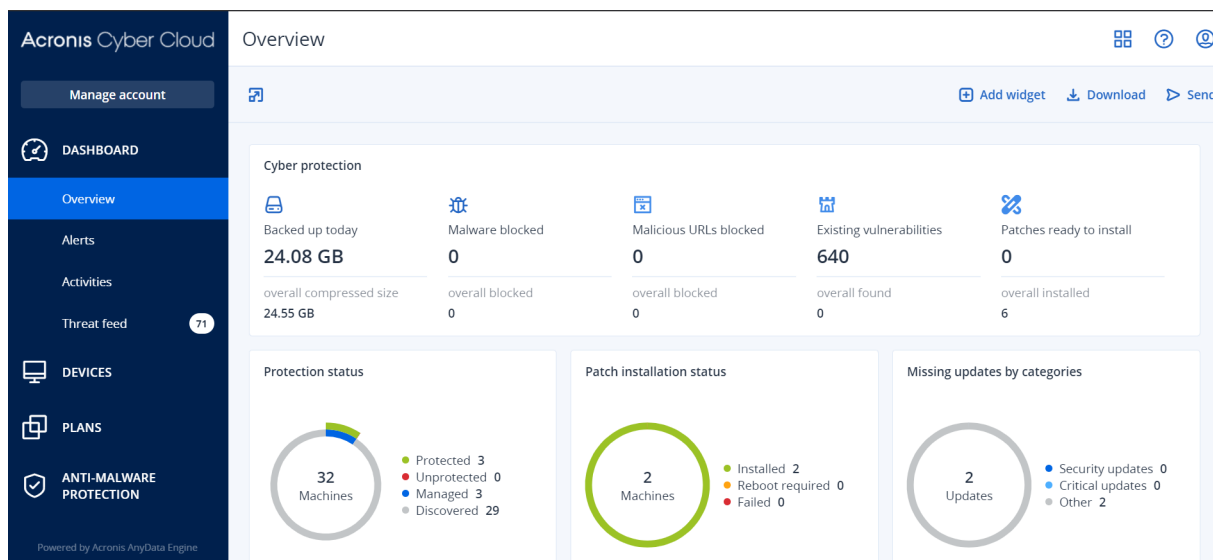 Acronis Cyber Cloud
Manage account
DASHBOARD
Overview
Alerts
Activities
Threat feed 71
DEVICES
PLANS
ANTI-MALWARE
PROTECTION
Powered by Acronis AnyData Engine
Overview
Add widget Download Send
Cyber protection
Backed up today
24.08 GB
overall compressed size
24.55 GB
Malware blocked
0
overall blocked
0
Malicious URLs blocked
0
overall blocked
0
Existing vulnerabilities
640
overall found
0
Patches ready to install
0
overall installed
6
Protection status
32
Machines
Protected 3
Unprotected 0
Managed 3
Discovered 29
Patch installation status
2
Machines
Installed 2
Reboot required 0
Failed 0
Missing updates by categories
2
Updates
Security updates 0
Critical updates 0
Other 2